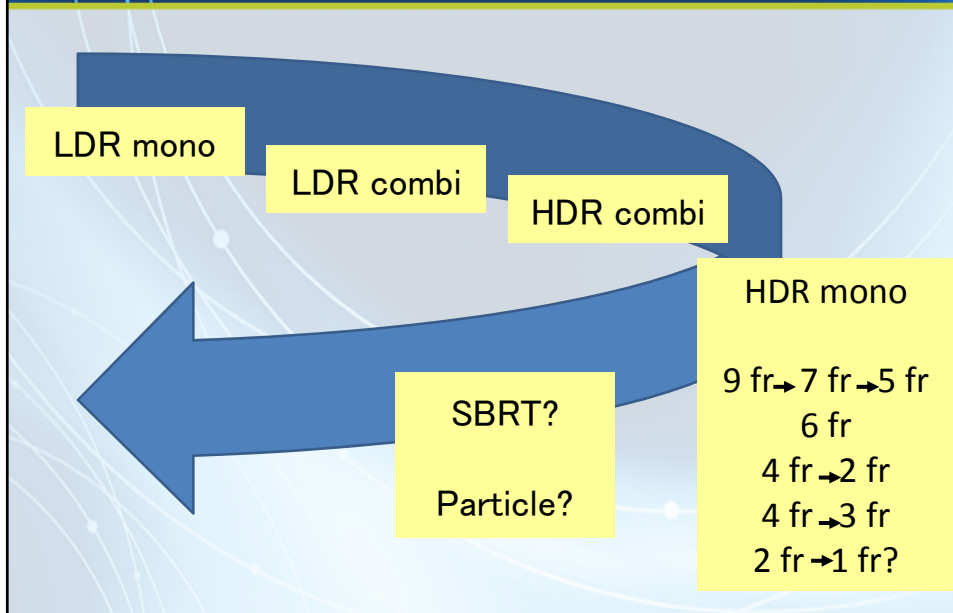 LDR mono
LDR combi
HDR combi
HDR mono
9 fr→7 fr→5 fr
6 fr
4 fr→2 fr
4 fr→3 fr
2 fr→1 fr?
SBRT?
Particle?